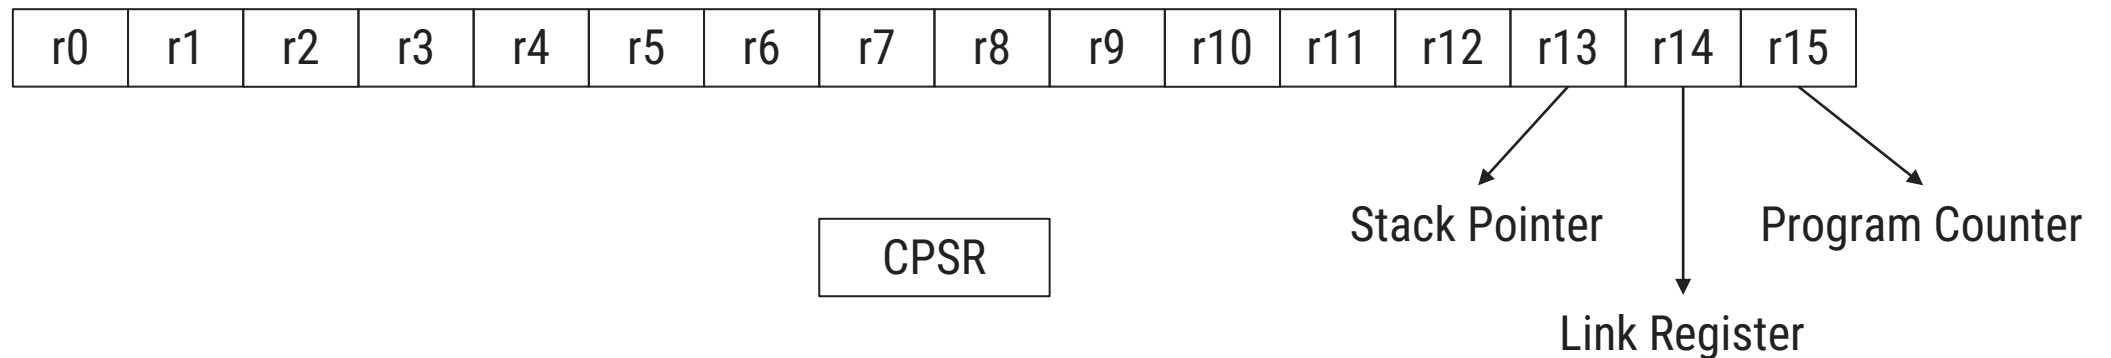 r0 r1 r2 r3 r4 r5 r6 r7 r8 r9 r10 r11 r12 r13 r14 r15
Stack Pointer
Program Counter
CPSR
Link Register